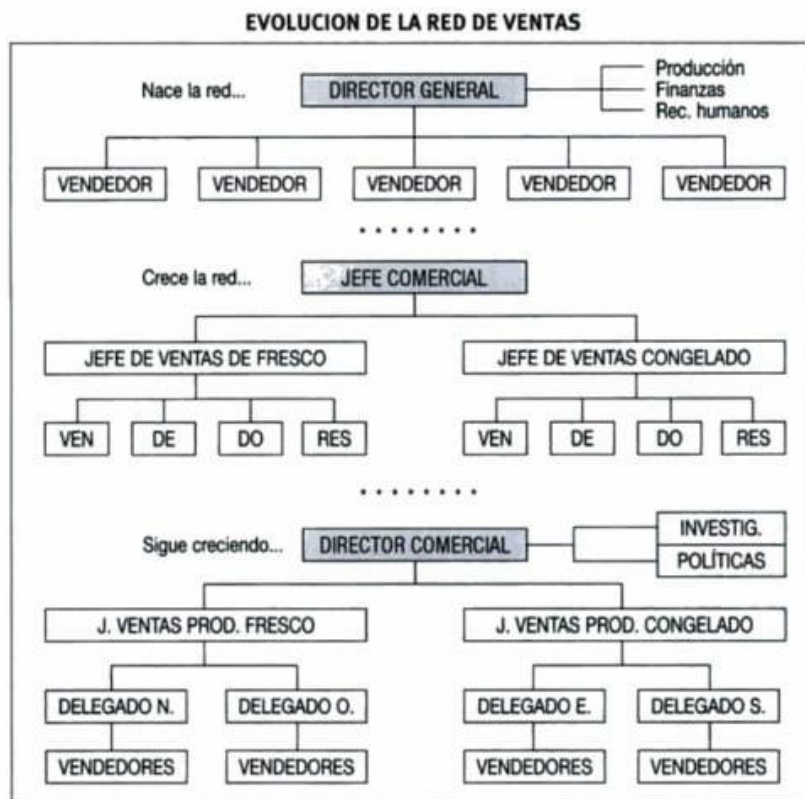 EVOLUCION DE LA RED DE VENTAS
Nace la red...
DIRECTOR GENERAL
Producción
Finanzas
Rec. humanos
VENDEDOR VENDEDOR VENDEDOR VENDEDOR VENDEDOR
Crece la red...
JEFE COMERCIAL
JEFE DE VENTAS DE FRESCO JEFE DE VENTAS CONGELADO
VEN DE DO RES VEN DE DO RES
Sigue creciendo...
DIRECTOR COMERCIAL
INVESTIG.
POLÍTICAS
J. VENTAS PROD. FRESCO J. VENTAS PROD. CONGELADO
DELEGADO N. DELEGADO O. DELEGADO E. DELEGADO S.
VENDEDORES VENDEDORES VENDEDORES VENDEDORES